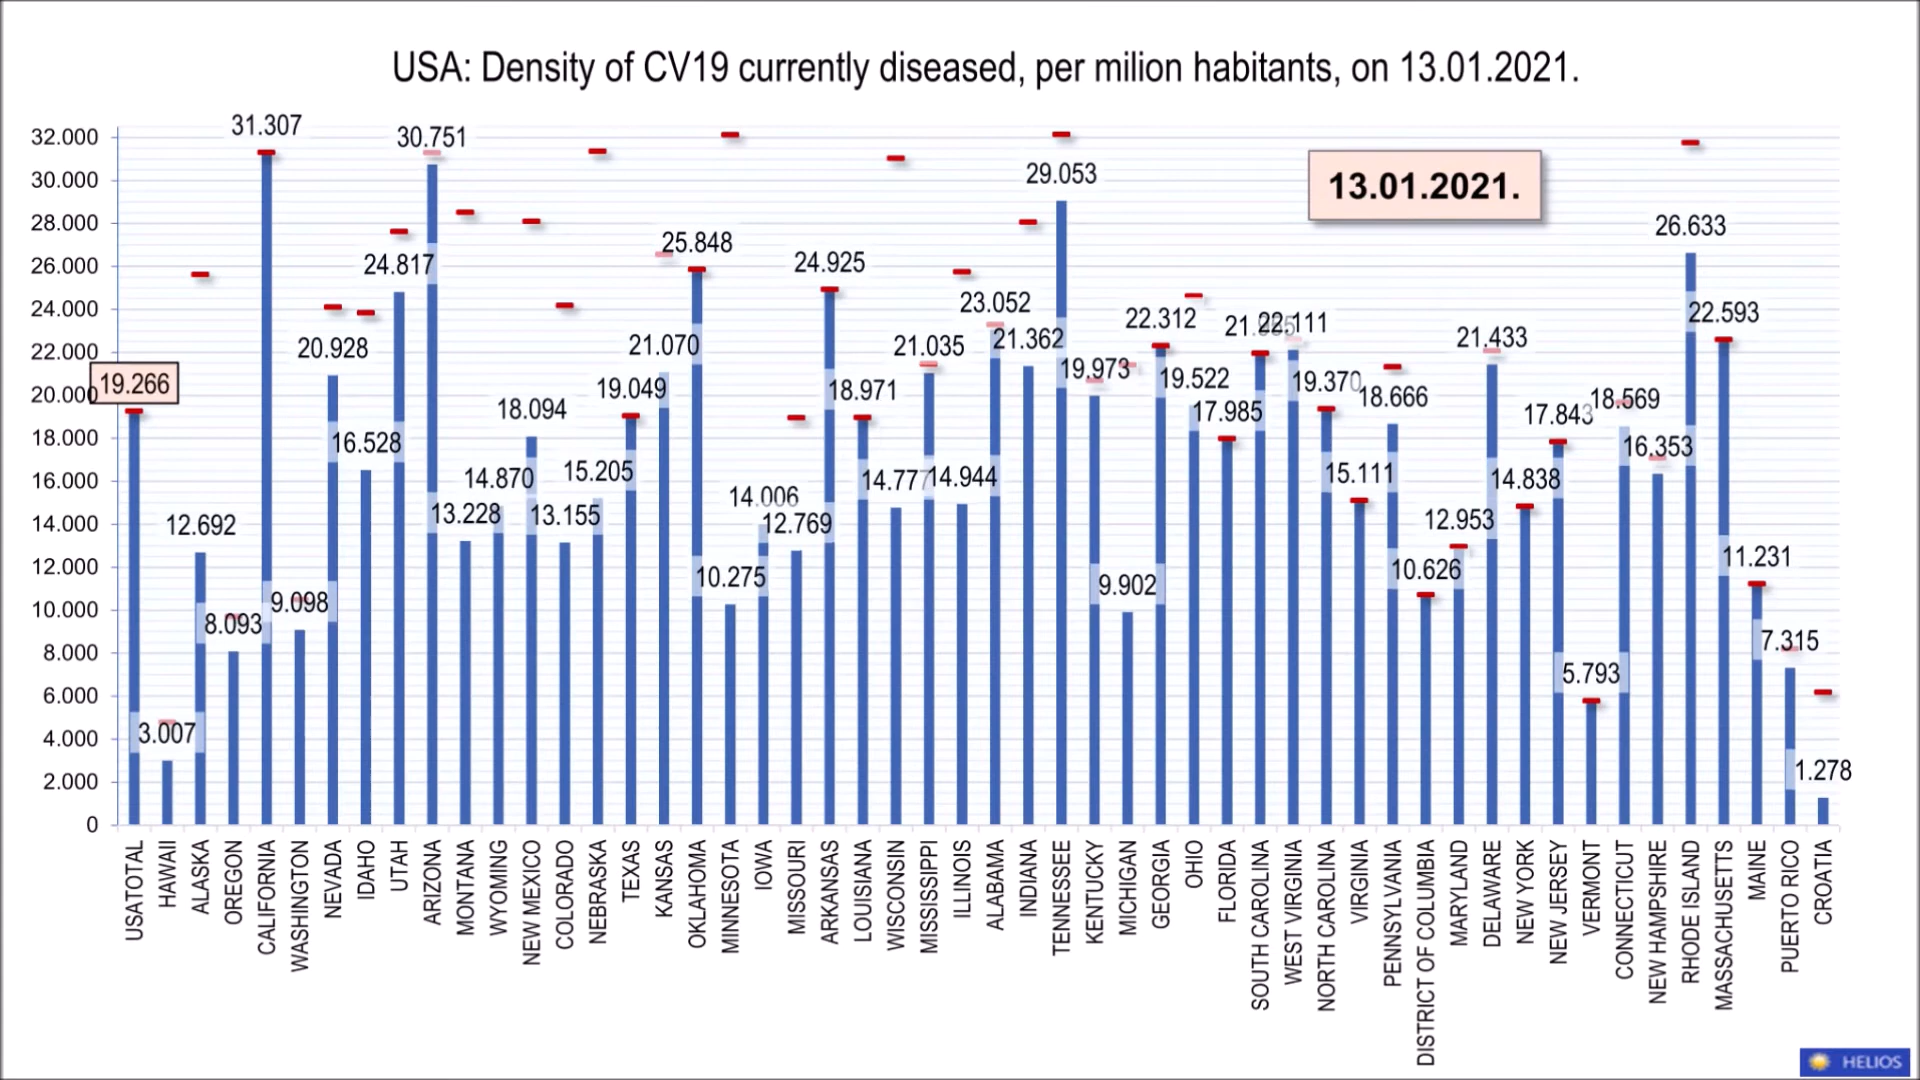 USA: Density of CV19 currently diseased, per milion habitants, on 13.01.2021.
13.01.2021.
32.000
30.000
28.000
26.000
24.000
22.000
20.000
18.000
16.000
14.000
12.000
10.000
8.000
6.000
4.000
2.000
0
19.266
3.007
12.692
8.093
31.307
9.098
20.928
16.528
24.817
30.751
13.228
14.870
18.094
13.155
15.205
19.049
21.070
25.848
10.275
14.006
12.769
24.925
18.971
14.777
21.035
14.944
23.052
21.362
29.053
19.973
9.902
22.312
19.522
17.985
22.111
19.370
15.111
18.666
10.626
12.953
21.433
14.838
17.843
5.793
18.569
16.353
26.633
22.593
11.231
7.315
1.278
USATOTAL
HAWAII
ALASKA
OREGON
CALIFORNIA
WASHINGTON
NEVADA
IDAHO
UTAH
ARIZONA
MONTANA
WYOMING
NEW MEXICO
COLORADO
NEBRASKA
TEXAS
KANSAS
OKLAHOMA
MINNESOTA
IOWA
MISSOURI
ARKANSAS
LOUISIANA
WISCONSIN
MISSISSIPPI
ILLINOIS
ALABAMA
INDIANA
TENNESSEE
KENTUCKY
MICHIGAN
GEORGIA
OHIO
FLORIDA
SOUTH CAROLINA
WEST VIRGINIA
NORTH CAROLINA
VIRGINIA
PENNSYLVANIA
DISTRICT OF COLUMBIA
MARYLAND
DELAWARE
NEW YORK
NEW JERSEY
VERMONT
CONNECTICUT
NEW HAMPSHIRE
RHODE ISLAND
MASSACHUSETTS
MAINE
PUERTO RICO
CROATIA
HELIOS